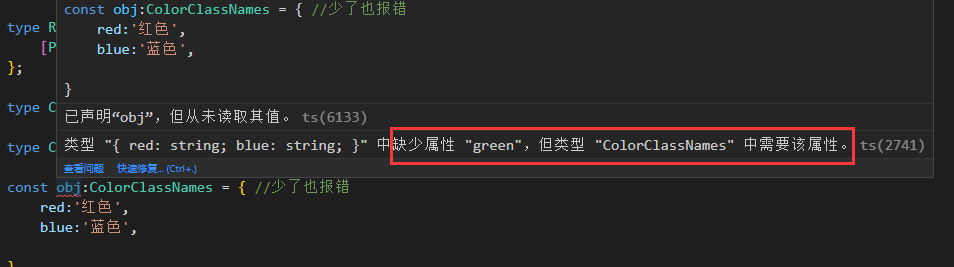 const obj:ColorClassNames = { //少了也报错
type R
red:'红色',
[P
blue:'蓝色',
};
}
type C
已声明“obj”，但从未读取其值。 ts(6133)
type C
类型 "{ red: string; blue: string; }" 中缺少属性 "green"，但类型 "ColorClassNames" 中需要该属性。 ts(2741)
查看问题 快速修复... (Ctrl+.)
const obj:ColorClassNames = { //少了也报错
red:'红色',
blue:'蓝色',
}